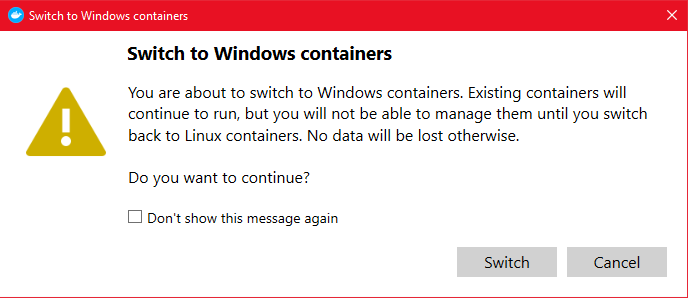 Switch to Windows containers
Switch to Windows containers
You are about to switch to Windows containers. Existing containers will
continue to run, but you will not be able to manage them until you switch
back to Linux containers. No data will be lost otherwise.
Do you want to continue?
Don't show this message again
Switch
Cancel